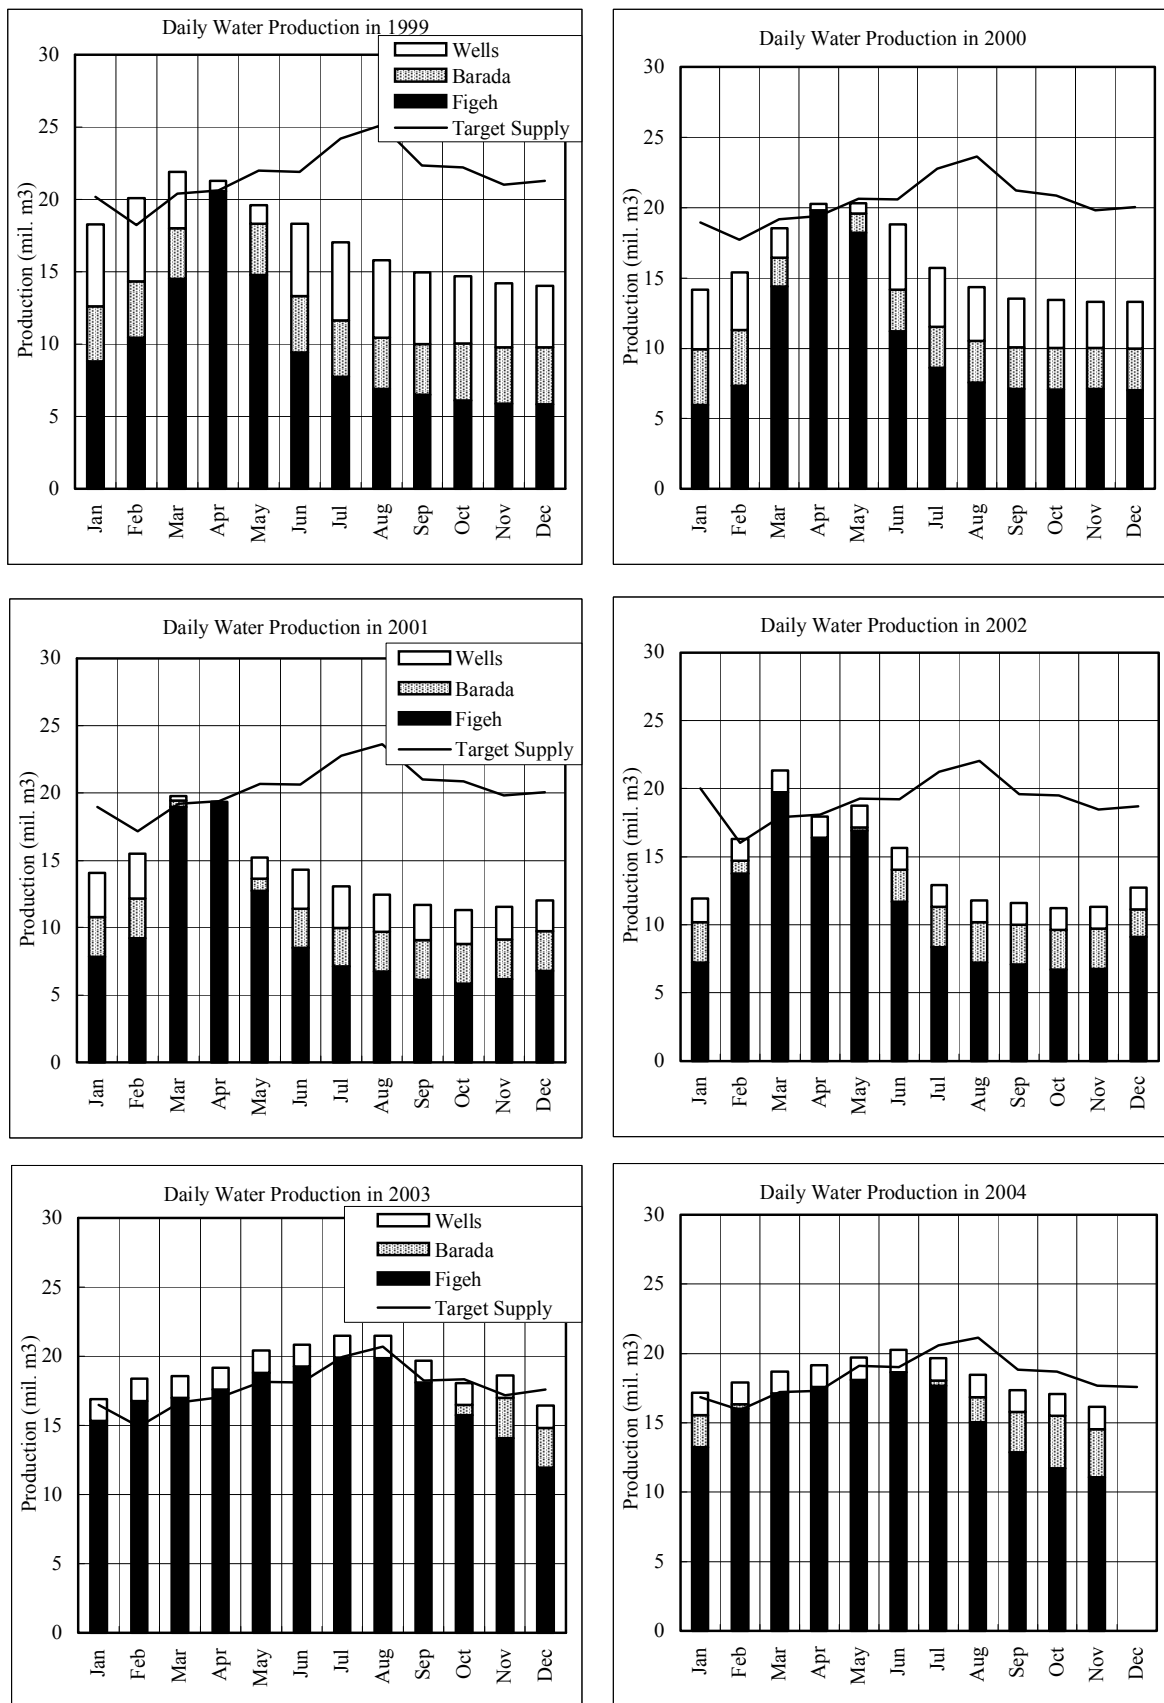 Daily Water Production in 1999
Wells
Barada
Figeh
Target Supply
Production (mil. m3)
30
25
20
15
10
5
0
Jan Feb Mar Apr May Jun Jul Aug Sep Oct Nov Dec
Daily Water Production in 2000
Production (mil. m3)
30
25
20
15
10
5
0
Jan Feb Mar Apr May Jun Jul Aug Sep Oct Nov Dec
Daily Water Production in 2001
Wells
Barada
Figeh
Target Supply
Production (mil. m3)
30
25
20
15
10
5
0
Jan Feb Mar Apr May Jun Jul Aug Sep Oct Nov Dec
Daily Water Production in 2002
Production (mil. m3)
30
25
20
15
10
5
0
Jan Feb Mar Apr May Jun Jul Aug Sep Oct Nov Dec
Daily Water Production in 2003
Wells
Barada
Figeh
Target Supply
Production (mil. m3)
30
25
20
15
10
5
0
Jan Feb Mar Apr May Jun Jul Aug Sep Oct Nov Dec
Daily Water Production in 2004
Production (mil. m3)
30
25
20
15
10
5
0
Jan Feb Mar Apr May Jun Jul Aug Sep Oct Nov Dec